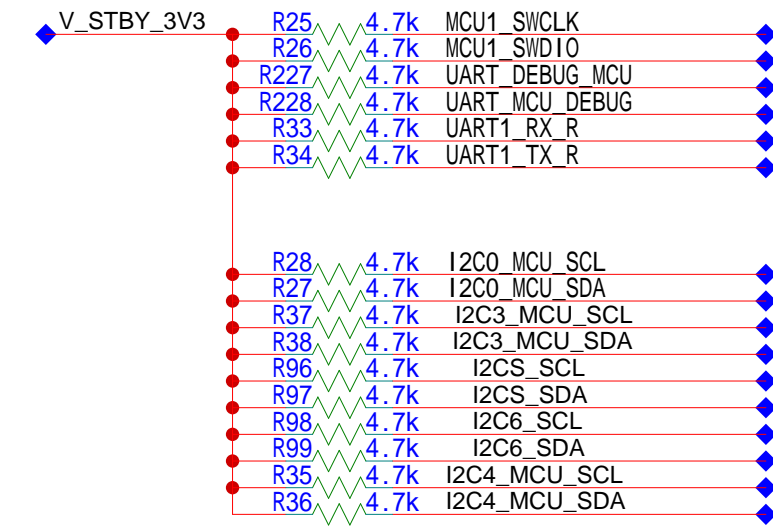 V_STBY_3V3
R25 4.7k MCU1_SWCLK
R26 4.7k MCU1_SWDIO
R227 4.7k UART_DEBUG_MCU
R228 4.7k UART_MCU_DEBUG
R33 4.7k UART1_RX_R
R34 4.7k UART1_TX_R
R28 4.7k I2C0_MCU_SCL
R27 4.7k I2C0_MCU_SDA
R37 4.7k I2C3_MCU_SCL
R38 4.7k I2C3_MCU_SDA
R96 4.7k I2CS_SCL
R97 4.7k I2CS_SDA
R98 4.7k I2C6_SCL
R99 4.7k I2C6_SDA
R35 4.7k I2C4_MCU_SCL
R36 4.7k I2C4_MCU_SDA